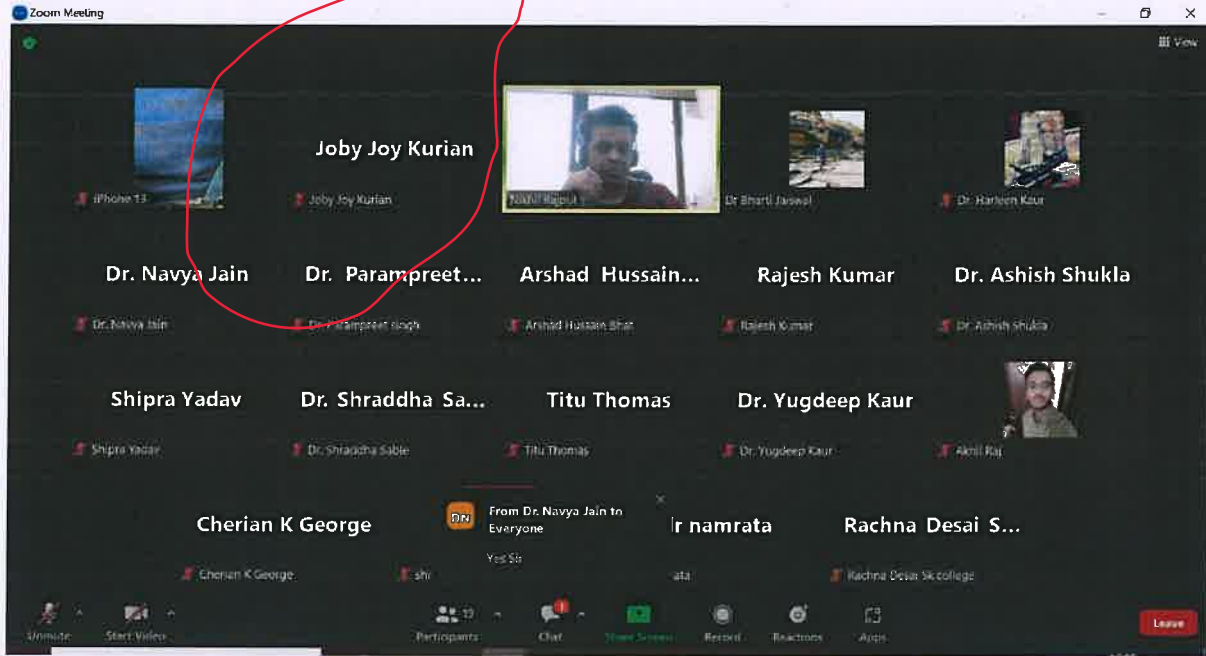 Zoom Meeting
View
Joby Joy Kurian
iPhone 13
Joby Joy Kurian
Nikhil Rajput
Dr Bharti Jaiswal
Dr. Harleen Kaur
Dr. Navya Jain
Dr. Parampreet...
Arshad Hussain...
Rajesh Kumar
Dr. Ashish Shukla
Dr. Navya Jain
Dr. Parampreet singh
Arshad Hussain Bhat
Rajesh Kumar
Dr. Ashish Shukla
Shipra Yadav
Dr. Shraddha Sa...
Titu Thomas
Dr. Yugdeep Kaur
Shipra Yadav
Dr. Shraddha Sable
Titu Thomas
Dr. Yugdeep Kaur
Akhil Raj
Cherian K George
DN
From Dr. Navya Jain to
Everyone
Yes Sir
r namrata
Rachna Desai S...
Cherian K George
shi
ata
Rachna Desai Sk college
Unmute
Start Video
Participants
Chat
1
Share Screen
Record
Reactions
Apps
Leave